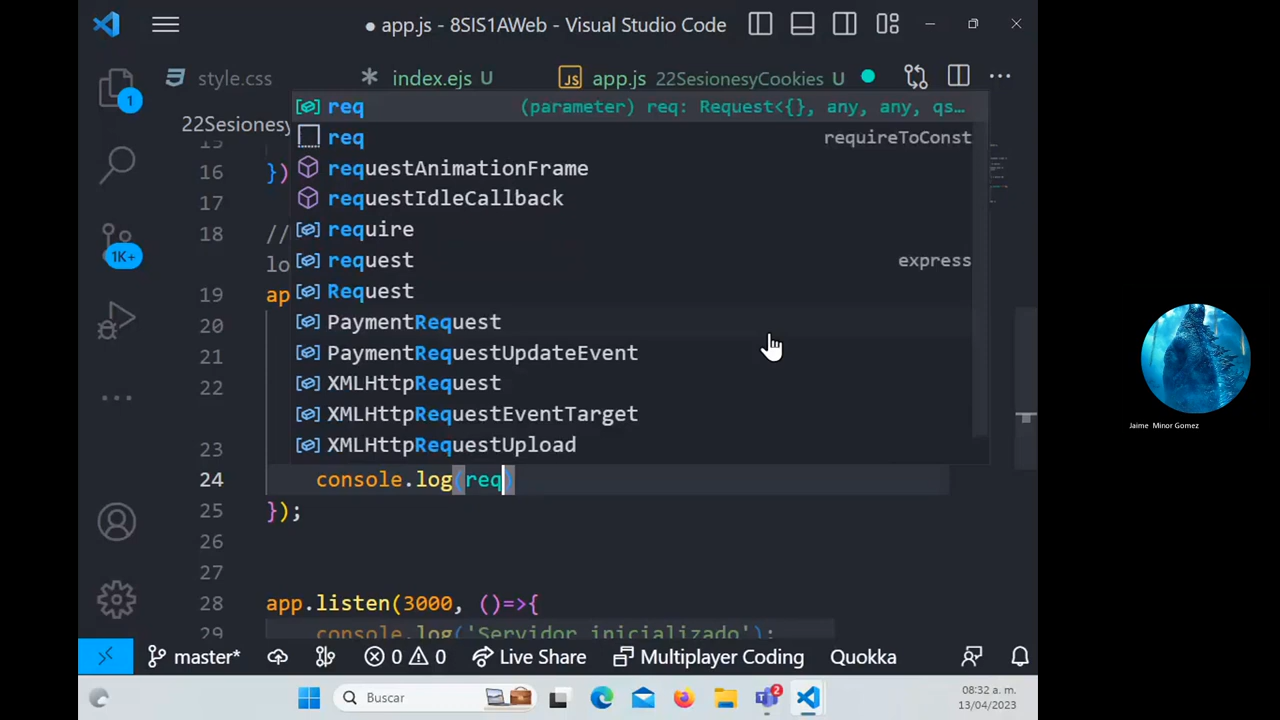 app.js - 8SIS1AWeb - Visual Studio Code
style.css
index.ejs U
JS app.js 22SesionesyCookies U
22Sesionesy
req (parameter) req: Request<{}, any, any, qs…
req requireToConst
requestAnimationFrame
requestIdleCallback
require
request express
Request
PaymentRequest
PaymentRequestUpdateEvent
XMLHttpRequest
XMLHttpRequestEventTarget
XMLHttpRequestUpload
1
1K+
15
16 })
17
18 //
lo
19 ap
20
21
22
23
24 console.log(req)
25 });
26
27
28 app.listen(3000, ()=>{
29 console.log('Servidor inicializado');
master* 0 0 Live Share Multiplayer Coding Quokka
Buscar
2
08:32 a. m.
13/04/2023
Jaime Minor Gomez